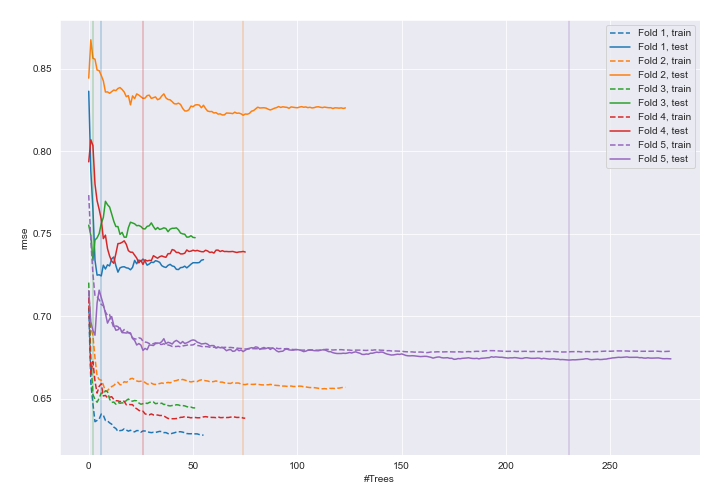 0.85
0.80
0.75
0.70
0.65
rmse
0
50
100
150
200
250
#Trees
Fold 1, train
Fold 1, test
Fold 2, train
Fold 2, test
Fold 3, train
Fold 3, test
Fold 4, train
Fold 4, test
Fold 5, train
Fold 5, test